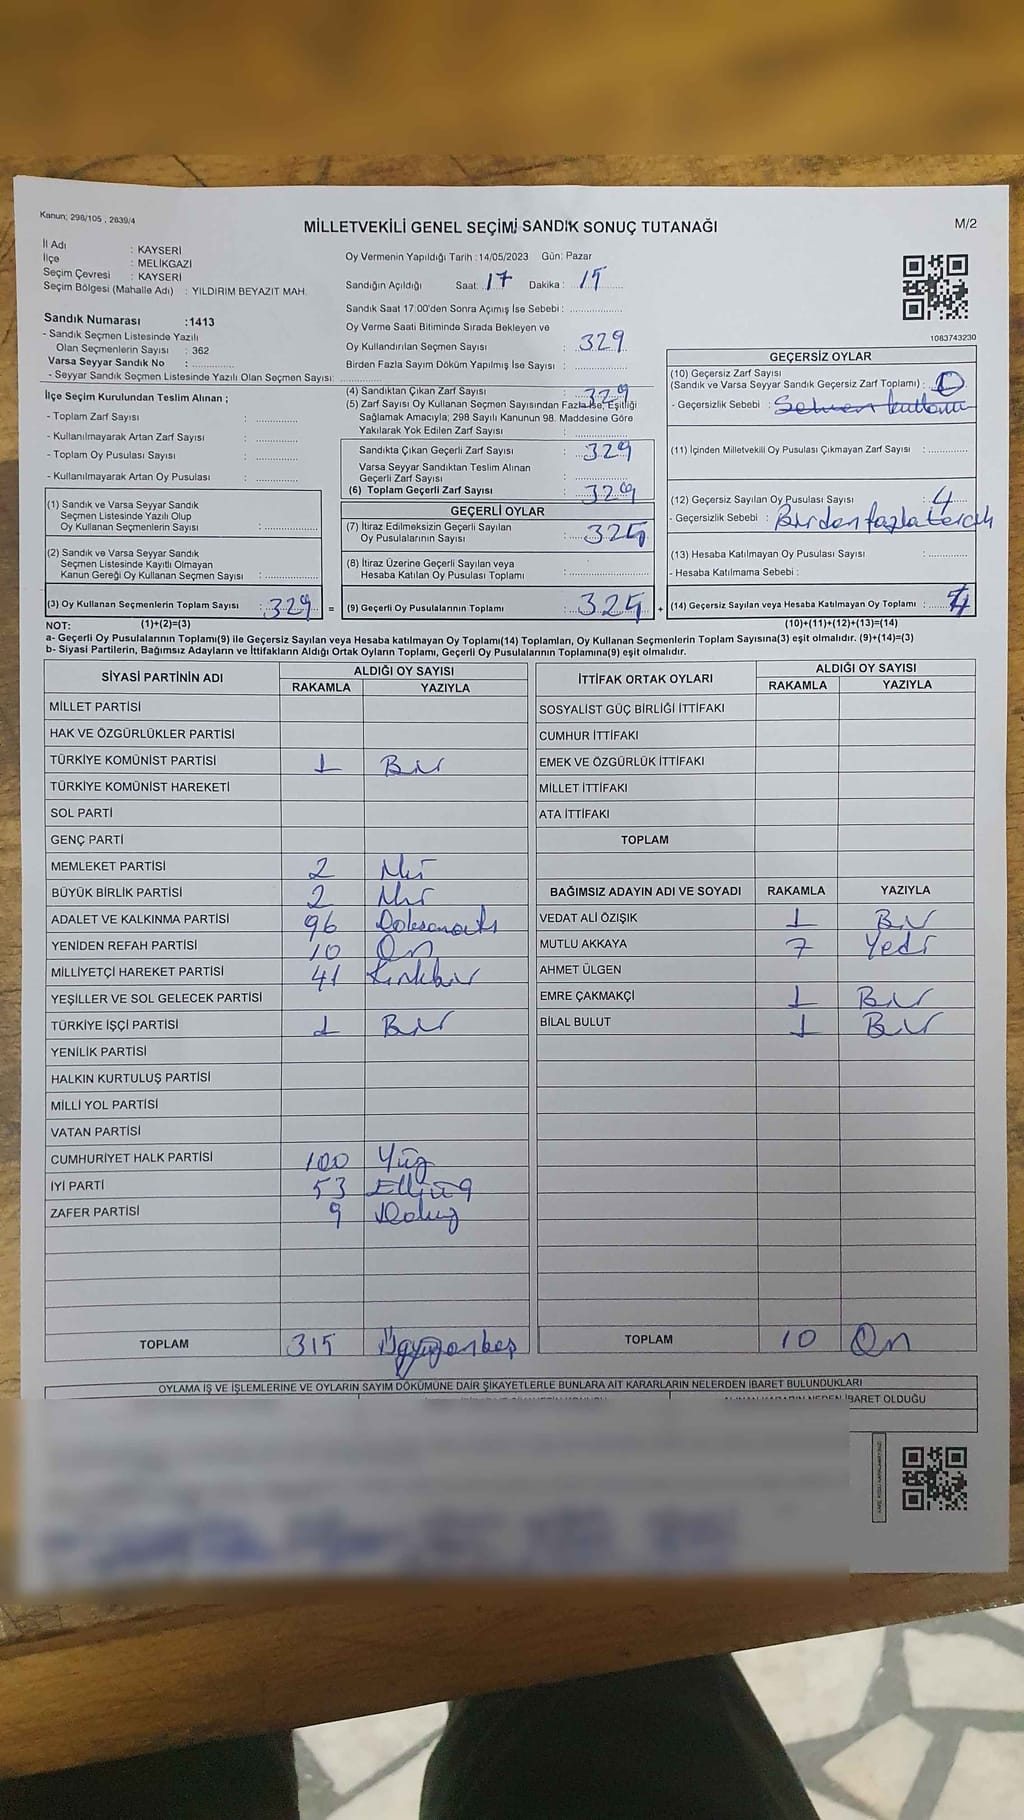 Kanun; 298/105 , 2839/4
MİLLETVEKİLİ GENEL SEÇİMİ SANDIK SONUÇ TUTANAĞI
M/2
İl Adı : KAYSERİ
İlçe : MELİKGAZİ
Seçim Çevresi : KAYSERİ
Seçim Bölgesi (Mahalle Adı) : YILDIRIM BEYAZIT MAH.
Sandık Numarası :1413
- Sandık Seçmen Listesinde Yazılı
Olan Seçmenlerin Sayısı : 362
Varsa Seyyar Sandık No :
- Seyyar Sandık Seçmen Listesinde Yazılı Olan Seçmen Sayısı:
Oy Vermenin Yapıldığı Tarih :14/05/2023 Gün: Pazar
Sandığın Açıldığı Saat: 17 Dakika : 15
Sandık Saat 17:00'den Sonra Açımış İse Sebebi :
Oy Verme Saati Bitiminde Sırada Bekleyen ve
Oy Kullandırılan Seçmen Sayısı : 329
Birden Fazla Sayım Döküm Yapılmış İse Sayısı :
1083743230
İlçe Seçim Kurulundan Teslim Alınan ;
- Toplam Zarf Sayısı :
- Kullanılmayarak Artan Zarf Sayısı :
- Toplam Oy Pusulası Sayısı :
- Kullanılmayarak Artan Oy Pusulası :
(1) Sandık ve Varsa Seyyar Sandık
Seçmen Listesinde Yazılı Olup
Oy Kullanan Seçmenlerin Sayısı :
(2) Sandık ve Varsa Seyyar Sandık
Seçmen Listesinde Kayıtlı Olmayan
Kanun Gereği Oy Kullanan Seçmen Sayısı :
(3) Oy Kullanan Seçmenlerin Toplam Sayısı : 329 =
(4) Sandıktan Çıkan Zarf Sayısı : 329
(5) Zarf Sayısı Oy Kullanan Seçmen Sayısından Fazla İse, Eşitliği
Sağlamak Amacıyla; 298 Sayılı Kanunun 98. Maddesine Göre
Yakılarak Yok Edilen Zarf Sayısı :
Sandıkta Çıkan Geçerli Zarf Sayısı : 329
Varsa Seyyar Sandıktan Teslim Alınan
Geçerli Zarf Sayısı :
(6) Toplam Geçerli Zarf Sayısı : 329
GEÇERLİ OYLAR
(7) İtiraz Edilmeksizin Geçerli Sayılan
Oy Pusulalarının Sayısı : 325
(8) İtiraz Üzerine Geçerli Sayılan veya
Hesaba Katılan Oy Pusulası Toplamı :
(9) Geçerli Oy Pusulalarının Toplamı : 325 +
GEÇERSİZ OYLAR
(10) Geçersiz Zarf Sayısı
(Sandık ve Varsa Seyyar Sandık Geçersiz Zarf Toplamı) : 0
- Geçersizlik Sebebi :
(11) İçinden Milletvekili Oy Pusulası Çıkmayan Zarf Sayısı :
(12) Geçersiz Sayılan Oy Pusulası Sayısı : 4
- Geçersizlik Sebebi : Birden fazla tercih
(13) Hesaba Katılmayan Oy Pusulası Sayısı :
- Hesaba Katılmama Sebebi :
(14) Geçersiz Sayılan veya Hesaba Katılmayan Oy Toplamı : 4
NOT: (1)+(2)=(3) (10)+(11)+(12)+(13)=(14)
a- Geçerli Oy Pusulalarının Toplamı(9) ile Geçersiz Sayılan veya Hesaba katılmayan Oy Toplamı(14) Toplamları, Oy Kullanan Seçmenlerin Toplam Sayısına(3) eşit olmalıdır. (9)+(14)=(3)
b- Siyasi Partilerin, Bağımsız Adayların ve İttifakların Aldığı Ortak Oyların Toplamı, Geçerli Oy Pusulalarının Toplamına(9) eşit olmalıdır.
SİYASİ PARTİNİN ADI ALDIĞI OY SAYISI
RAKAMLA YAZIYLA
MİLLET PARTİSİ
HAK VE ÖZGÜRLÜKLER PARTİSİ
TÜRKİYE KOMÜNİST PARTİSİ 1 Bir
TÜRKİYE KOMÜNİST HAREKETİ
SOL PARTİ
GENÇ PARTİ
MEMLEKET PARTİSİ 2 İki
BÜYÜK BİRLİK PARTİSİ 2 İki
ADALET VE KALKINMA PARTİSİ 96 Doksanaltı
YENİDEN REFAH PARTİSİ 10 On
MİLLİYETÇİ HAREKET PARTİSİ 41 Kırkbir
YEŞİLLER VE SOL GELECEK PARTİSİ
TÜRKİYE İŞÇİ PARTİSİ 1 Bir
YENİLİK PARTİSİ
HALKIN KURTULUŞ PARTİSİ
MİLLİ YOL PARTİSİ
VATAN PARTİSİ
CUMHURİYET HALK PARTİSİ 100 Yüz
İYİ PARTİ 53 Elliüç
ZAFER PARTİSİ 9 Dokuz
TOPLAM 315 Üçyüzonbeş
İTTİFAK ORTAK OYLARI ALDIĞI OY SAYISI
RAKAMLA YAZIYLA
SOSYALİST GÜÇ BİRLİĞİ İTTİFAKI
CUMHUR İTTİFAKI
EMEK VE ÖZGÜRLÜK İTTİFAKI
MİLLET İTTİFAKI
ATA İTTİFAKI
TOPLAM
BAĞIMSIZ ADAYIN ADI VE SOYADI RAKAMLA YAZIYLA
VEDAT ALİ ÖZIŞIK 1 Bir
MUTLU AKKAYA 7 Yedi
AHMET ÜLGEN
EMRE ÇAKMAKÇİ 1 Bir
BİLAL BULUT 1 Bir
TOPLAM 10 On
OYLAMA İŞ VE İŞLEMLERİNE VE OYLARIN SAYIM DÖKÜMÜNE DAİR ŞİKAYETLERLE BUNLARA AİT KARARLARIN NELERDEN İBARET BULUNDUKLARI
İBARET OLDUĞU